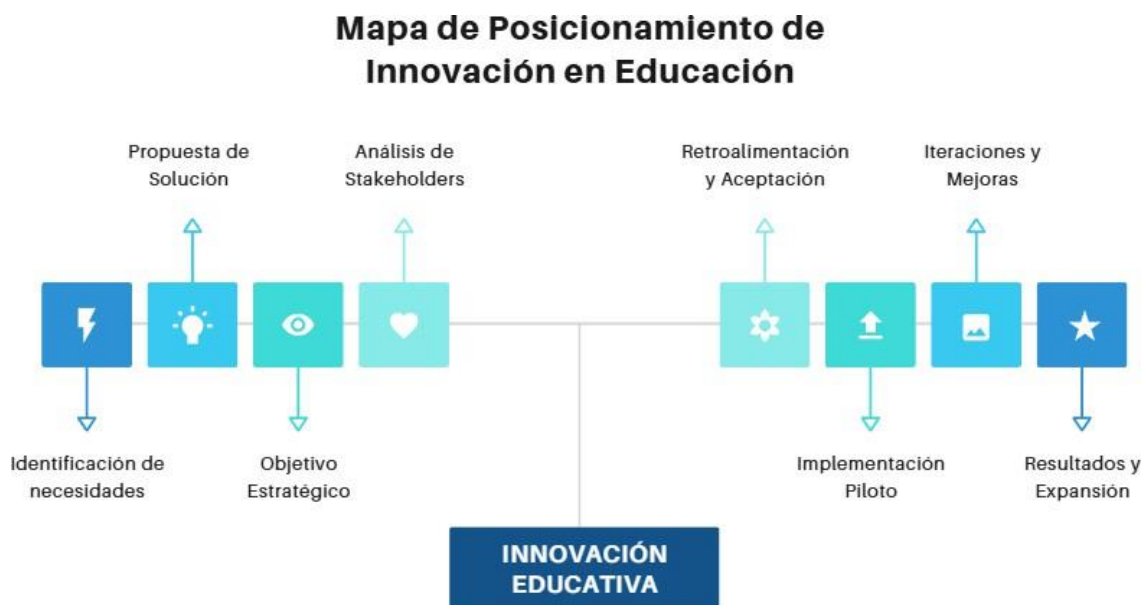 Mapa de Posicionamiento de
Innovación en Educación
Propuesta de
Solución
Análisis de
Stakeholders
Retroalimentación
y Aceptación
Iteraciones y
Mejoras
Identificación de
necesidades
Objetivo
Estratégico
Implementación
Piloto
Resultados y
Expansión
INNOVACIÓN
EDUCATIVA